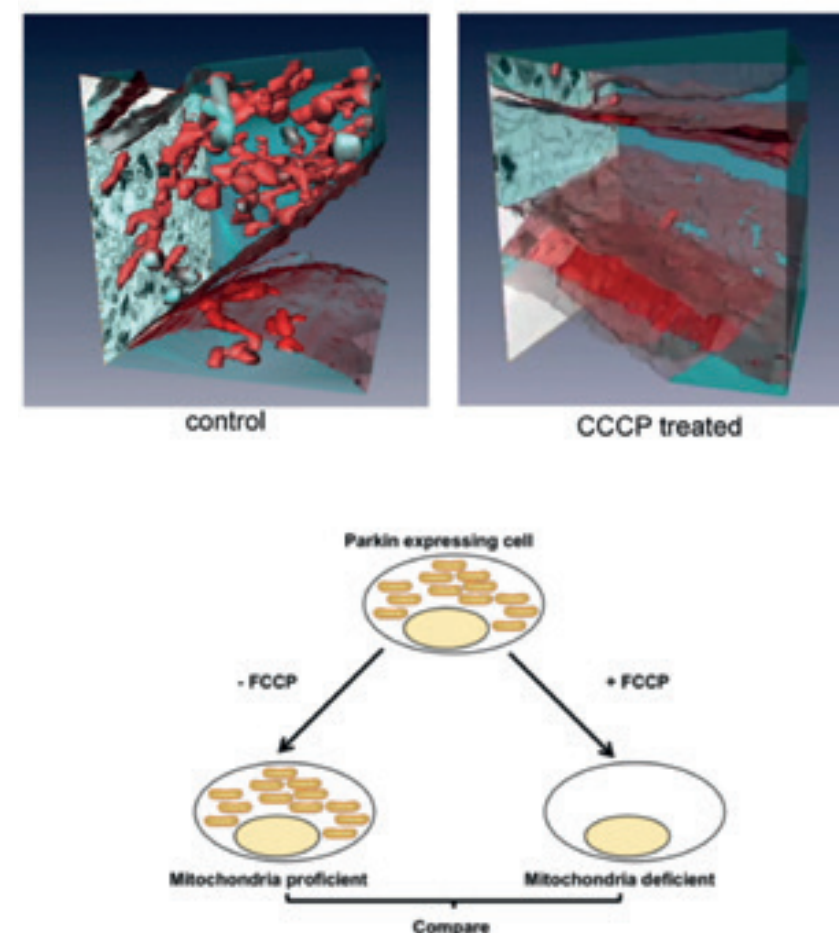 control
CCCP treated
Parkin expressing cell
- FCCP
+ FCCP
Mitochondria proficient
Mitochondria deficient
Compare